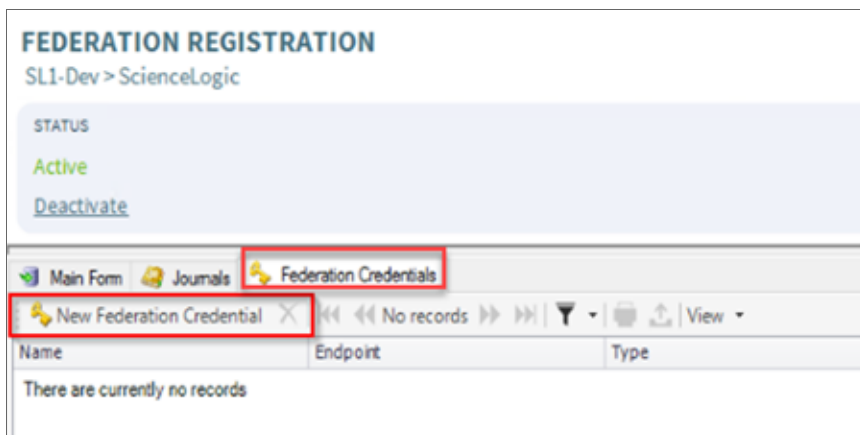 FEDERATION REGISTRATION
SL1-Dev > ScienceLogic
STATUS
Active
Deactivate
Main Form Journals Federation Credentials
New Federation Credential No records View
Name Endpoint Type
There are currently no records